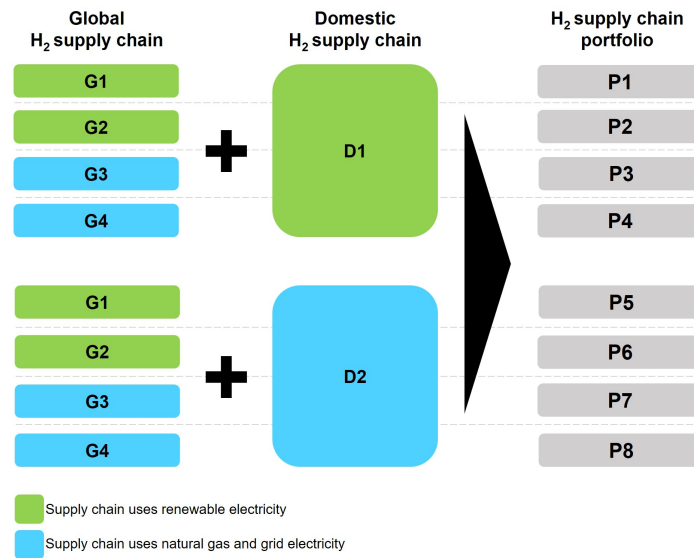 Global
H₂ supply chain
Domestic
H₂ supply chain
H₂ supply chain
portfolio
G1
G2
G3
G4
D1
P1
P2
P3
P4
G1
G2
G3
G4
D2
P5
P6
P7
P8
Supply chain uses renewable electricity
Supply chain uses natural gas and grid electricity